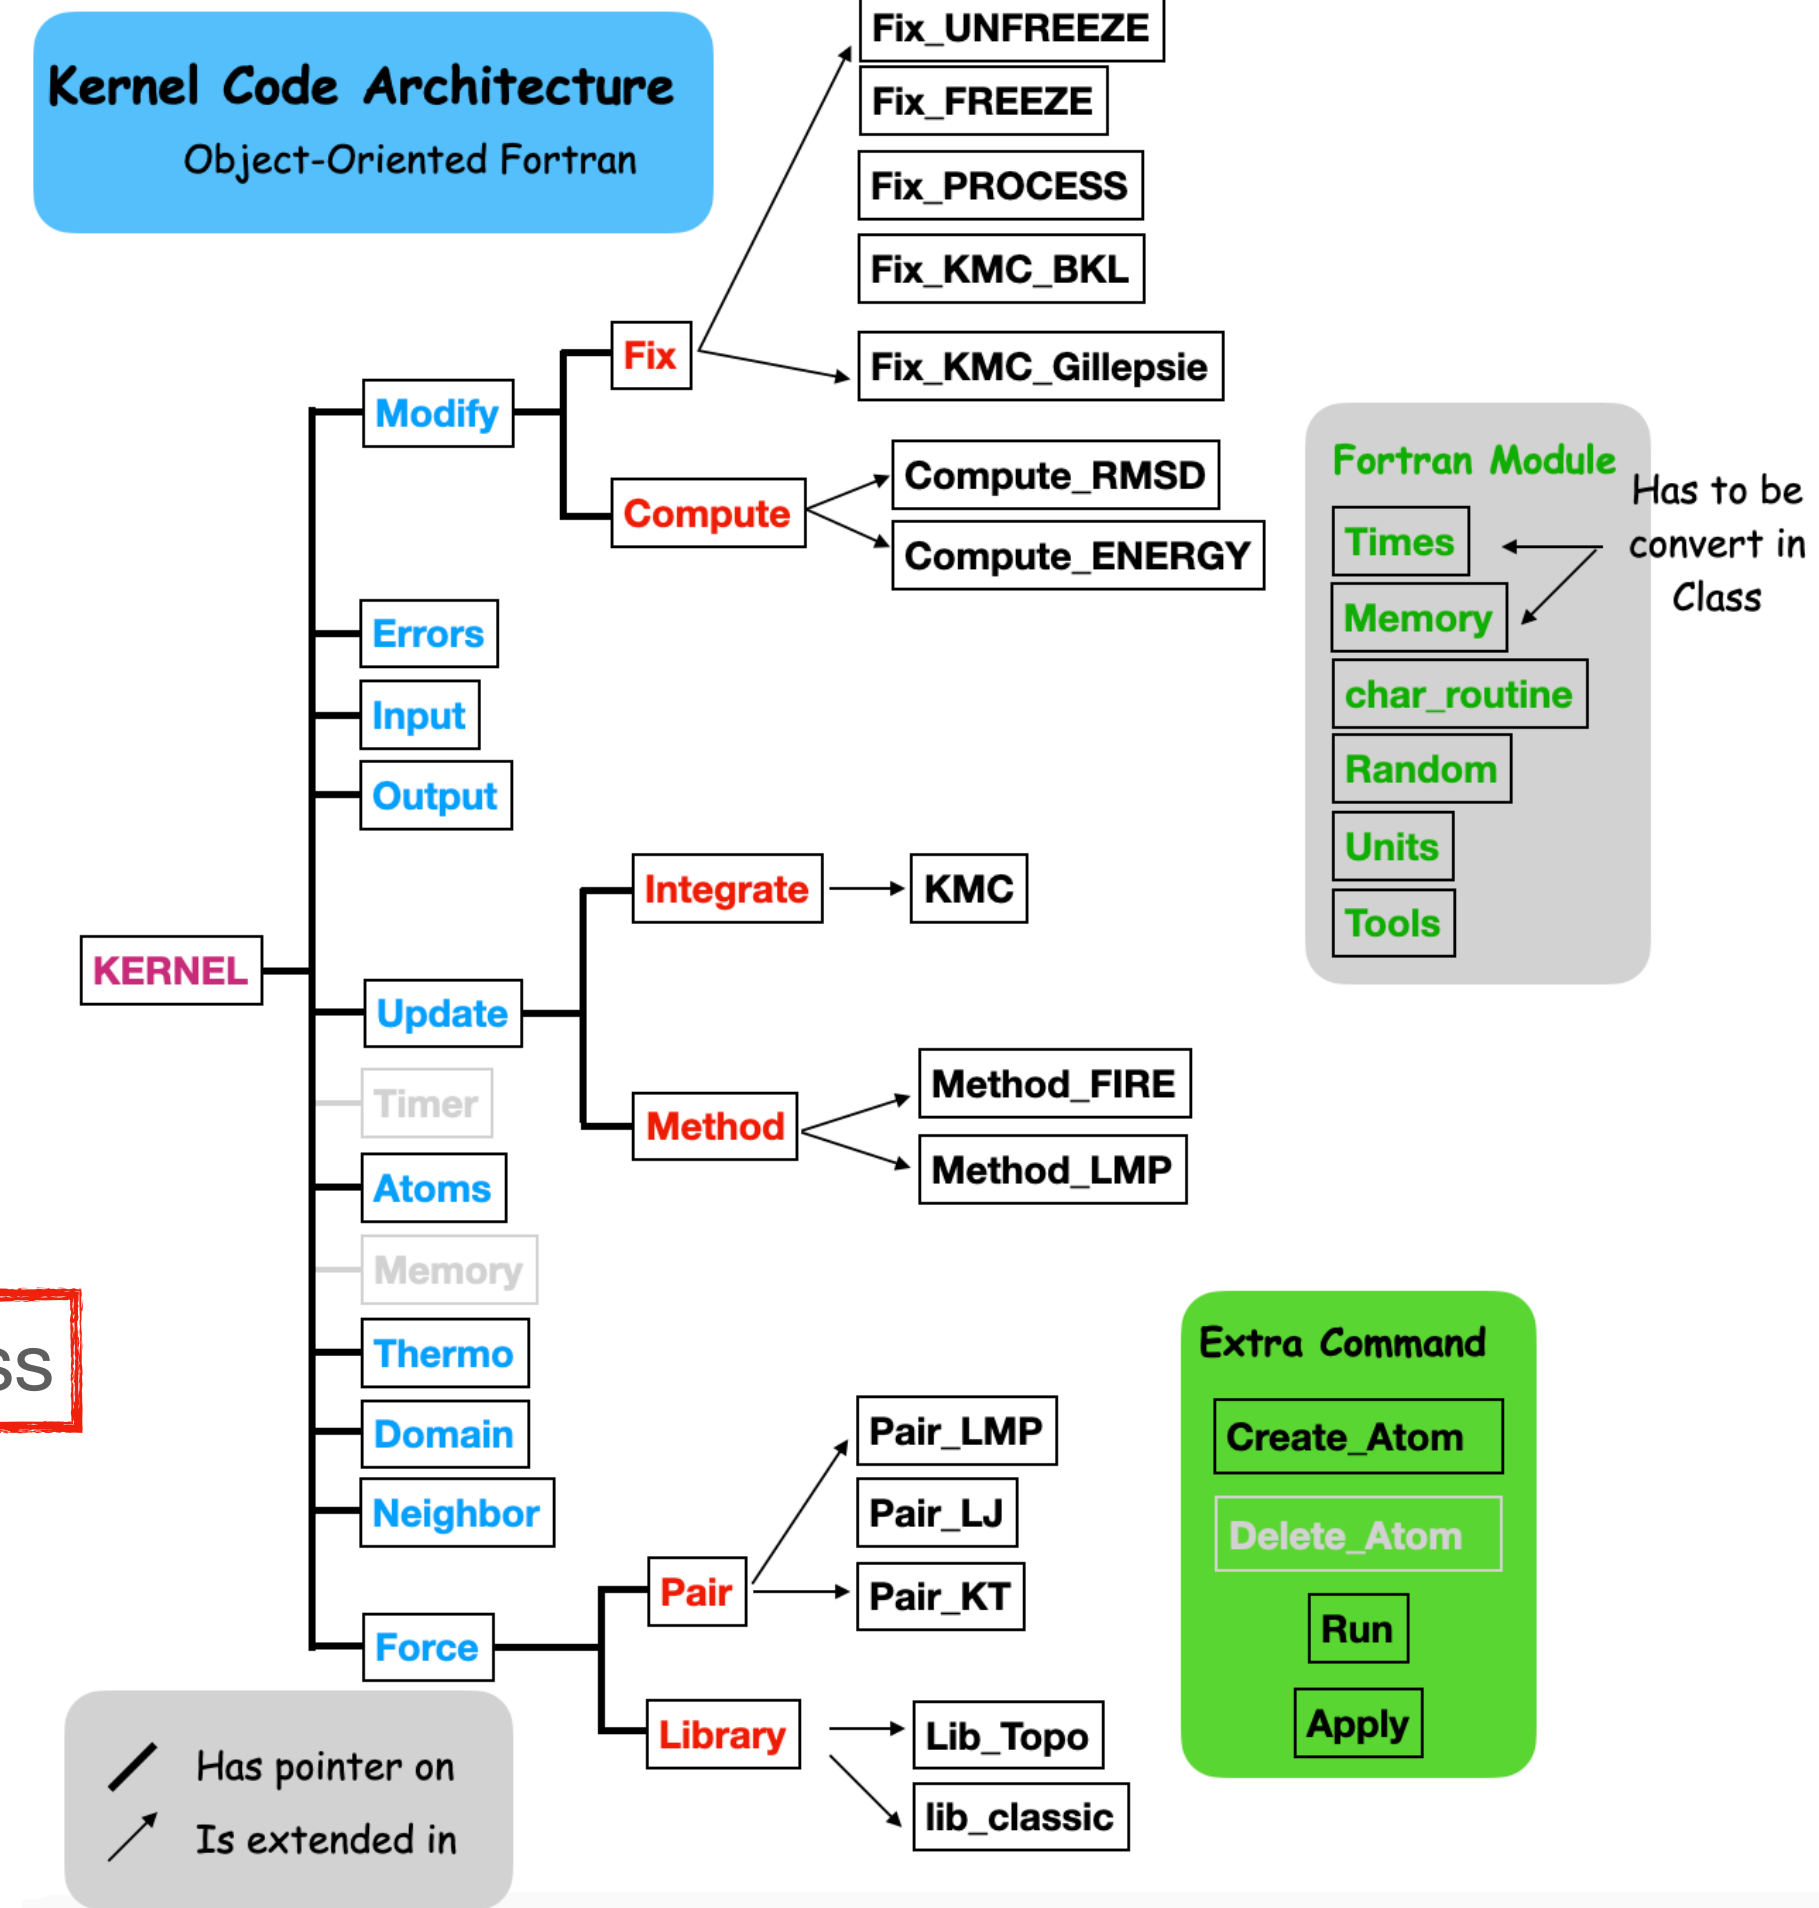 Kernel Code Architecture
Object-Oriented Fortran
Fix_UNFREEZE
Fix_FREEZE
Fix_PROCESS
Fix_KMC_BKL
Fix_KMC_Gillepsie
Fix
Modify
Compute
Compute_RMSD
Compute_ENERGY
Errors
Input
Output
Integrate
KMC
KERNEL
Update
Method
Method_FIRE
Method_LMP
Timer
Atoms
Memory
Thermo
Domain
Neighbor
Force
Pair
Pair_LMP
Pair_LJ
Pair_KT
Library
Lib_Topo
lib_classic
Fortran Module
Times
Memory
char_routine
Random
Units
Tools
Has to be
convert in
Class
Extra Command
Create_Atom
Delete_Atom
Run
Apply
Has pointer on
Is extended in